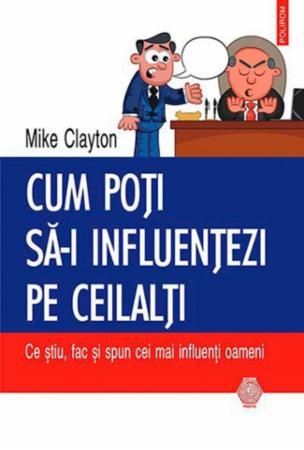 POLIROM
Mike Clayton
CUM POȚI
SĂ-I INFLUENȚEZI
PE CEILALȚI
Ce știu, fac și spun cei mai influenți oameni